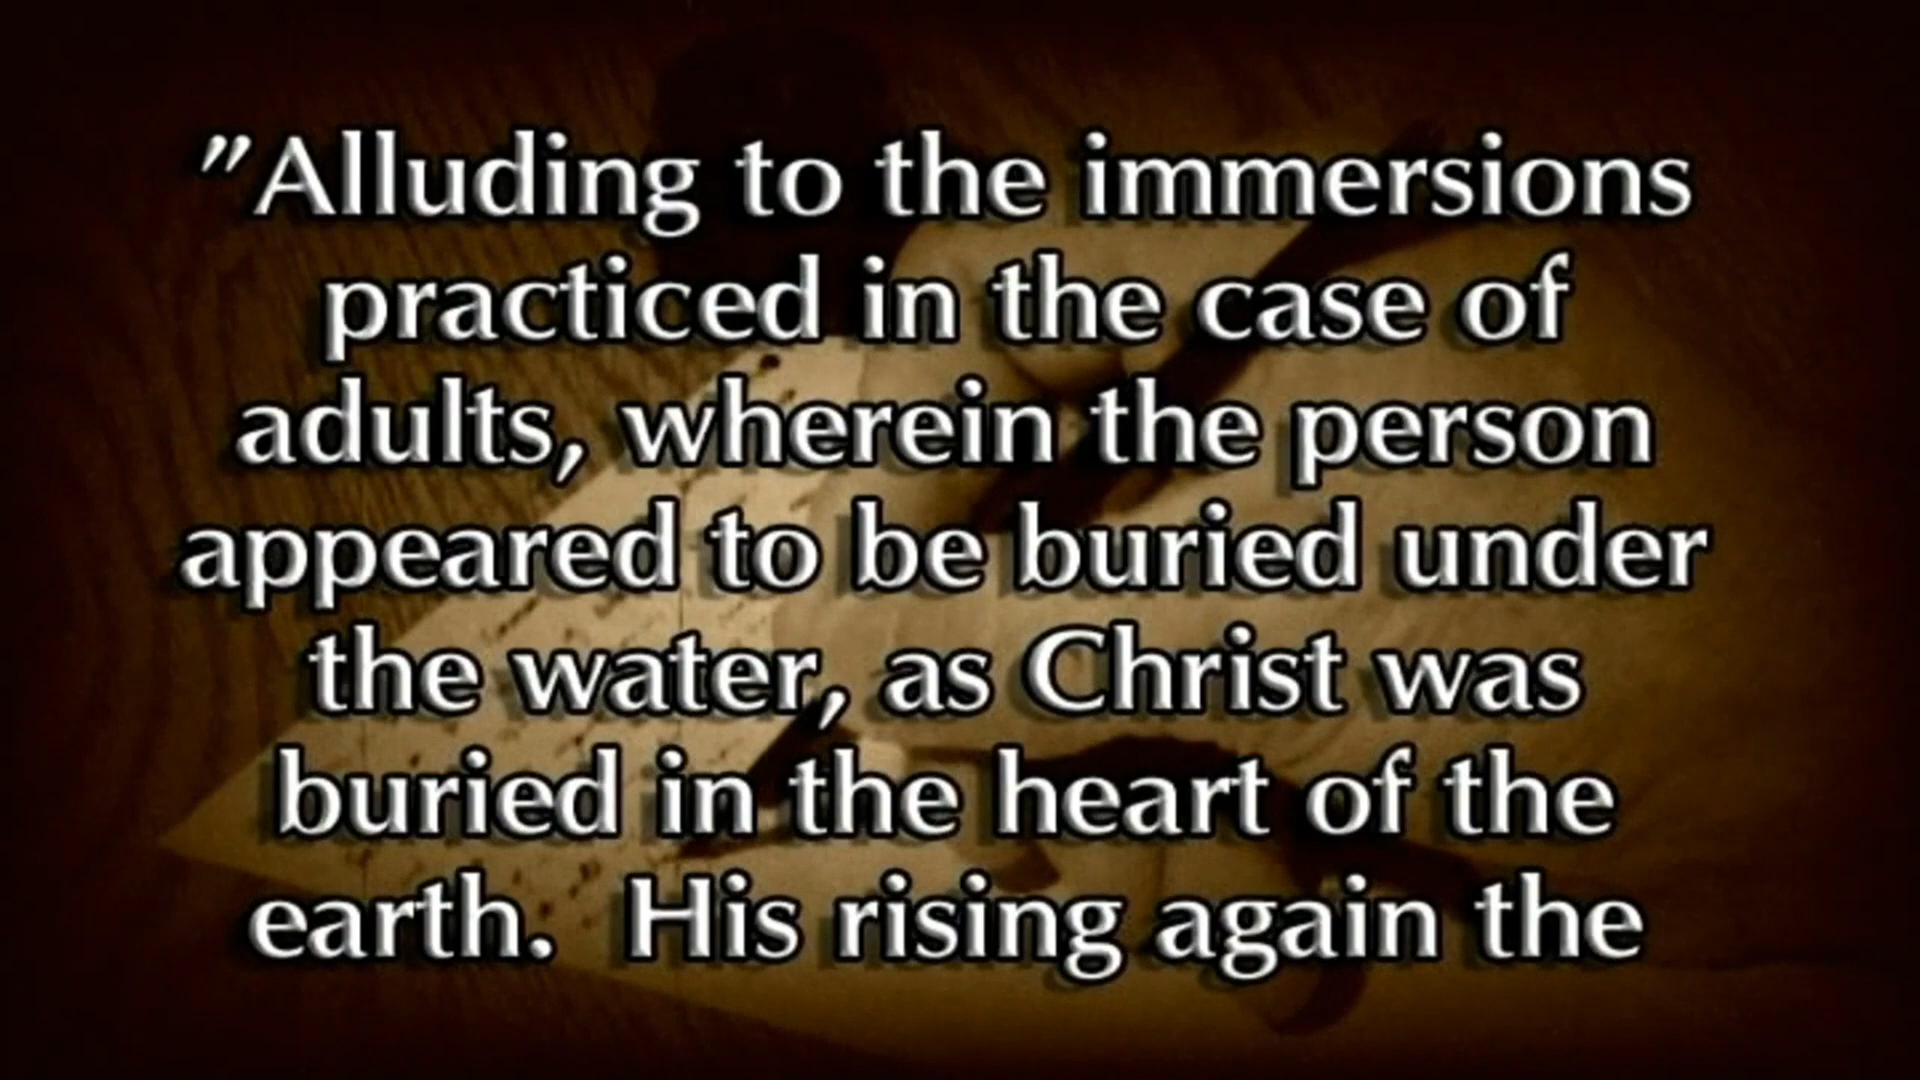 "Alluding to the immersions
practiced in the case of
adults, wherein the person
appeared to be buried under
the water, as Christ was
buried in the heart of the
earth.  His rising again the